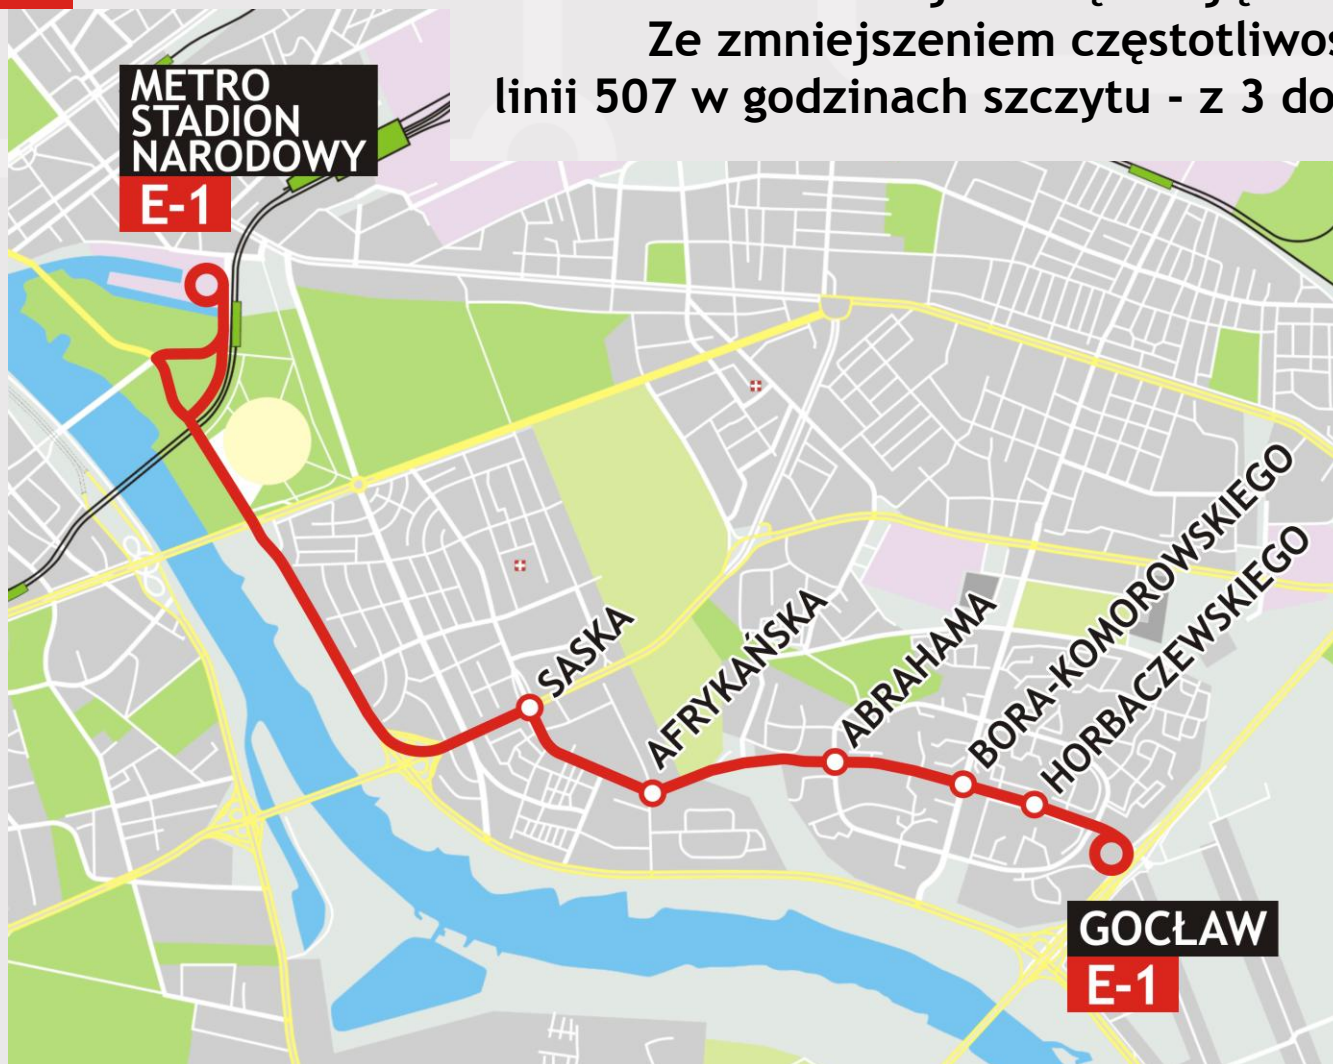 Ze zmniejszeniem
linii 507 w godzinach szczytu - z 3 do
METRO
STADION
NARODOWY
E-1
SASKA
AFRYKAŃSKA
ABRAHAMA
BORA-KOMOROWSKIEGO
HORBACZEWSKIEGO
GOCŁAW
E-1